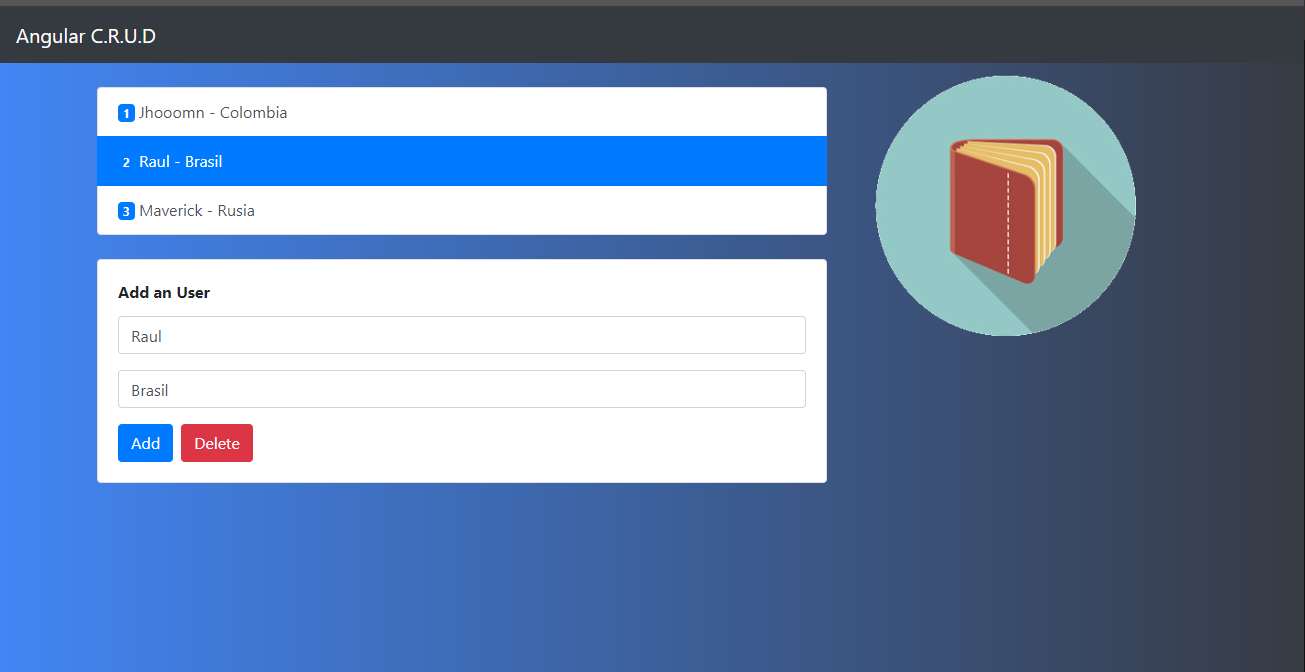 Angular C.R.U.D
1 Jhooomn - Colombia
2 Raul - Brasil
3 Maverick - Rusia
Add an User
Raul
Brasil
Add Delete